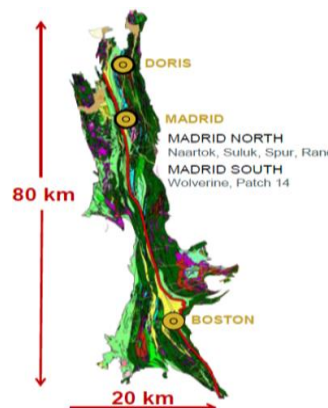 DORIS
MADRID
MADRID NORTH
Naartok, Suluk, Spur,
MADRID SOUTH
Wolverine, Patch 14
80 km
BOSTON
20 km